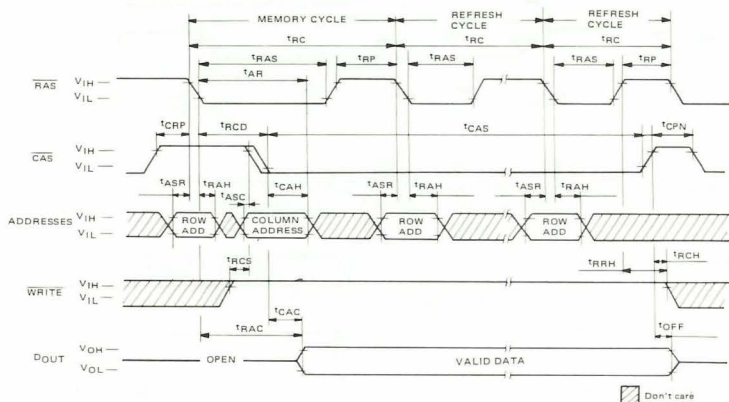 MEMORY CYCLE REFRESH CYCLE REFRESH CYCLE
tRC tRC tRC
tRAS tRP tRAS tRAS tRP
tAR
RAS VIH
VIL
tCRP tRCD tCAS tCPN
CAS VIH
VIL
tASR tRAH tASC tCAH tASR tRAH tASR tRAH
ADDRESSES VIH
VIL
ROW ADD COLUMN ADDRESS ROW ADD ROW ADD
tRCS tRRH tRCH
WRITE VIH
VIL
tCAC tOFF
tRAC
DOUT VOH
VOL
OPEN VALID DATA
Don't care